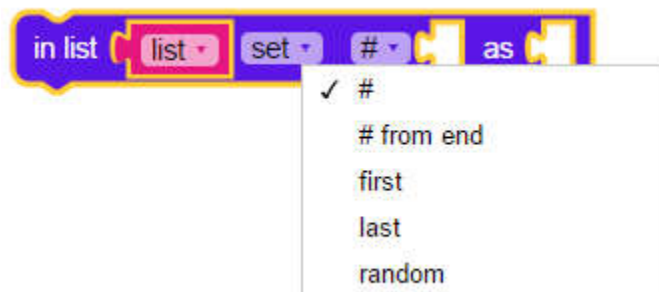 in list list set # as
✓ #
# from end
first
last
random